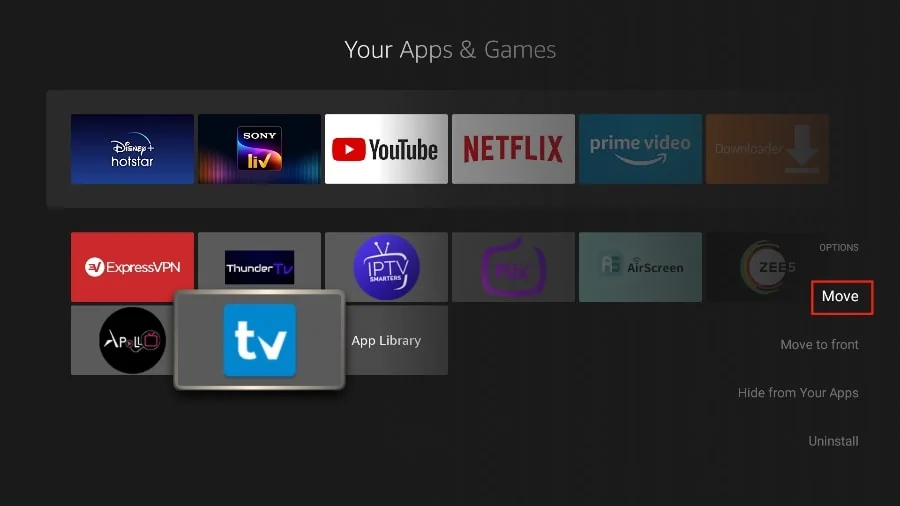 Your Apps & Games
Disney+
hotstar
SONY
liv
YouTube
NETFLIX
prime video
Downloader
ExpressVPN
ThunderTV
IPTV
SMARTERS
Flix
AirScreen
ZEE5
OPTIONS
Move
APOLLO
tv
App Library
Move to front
Hide from Your Apps
Uninstall